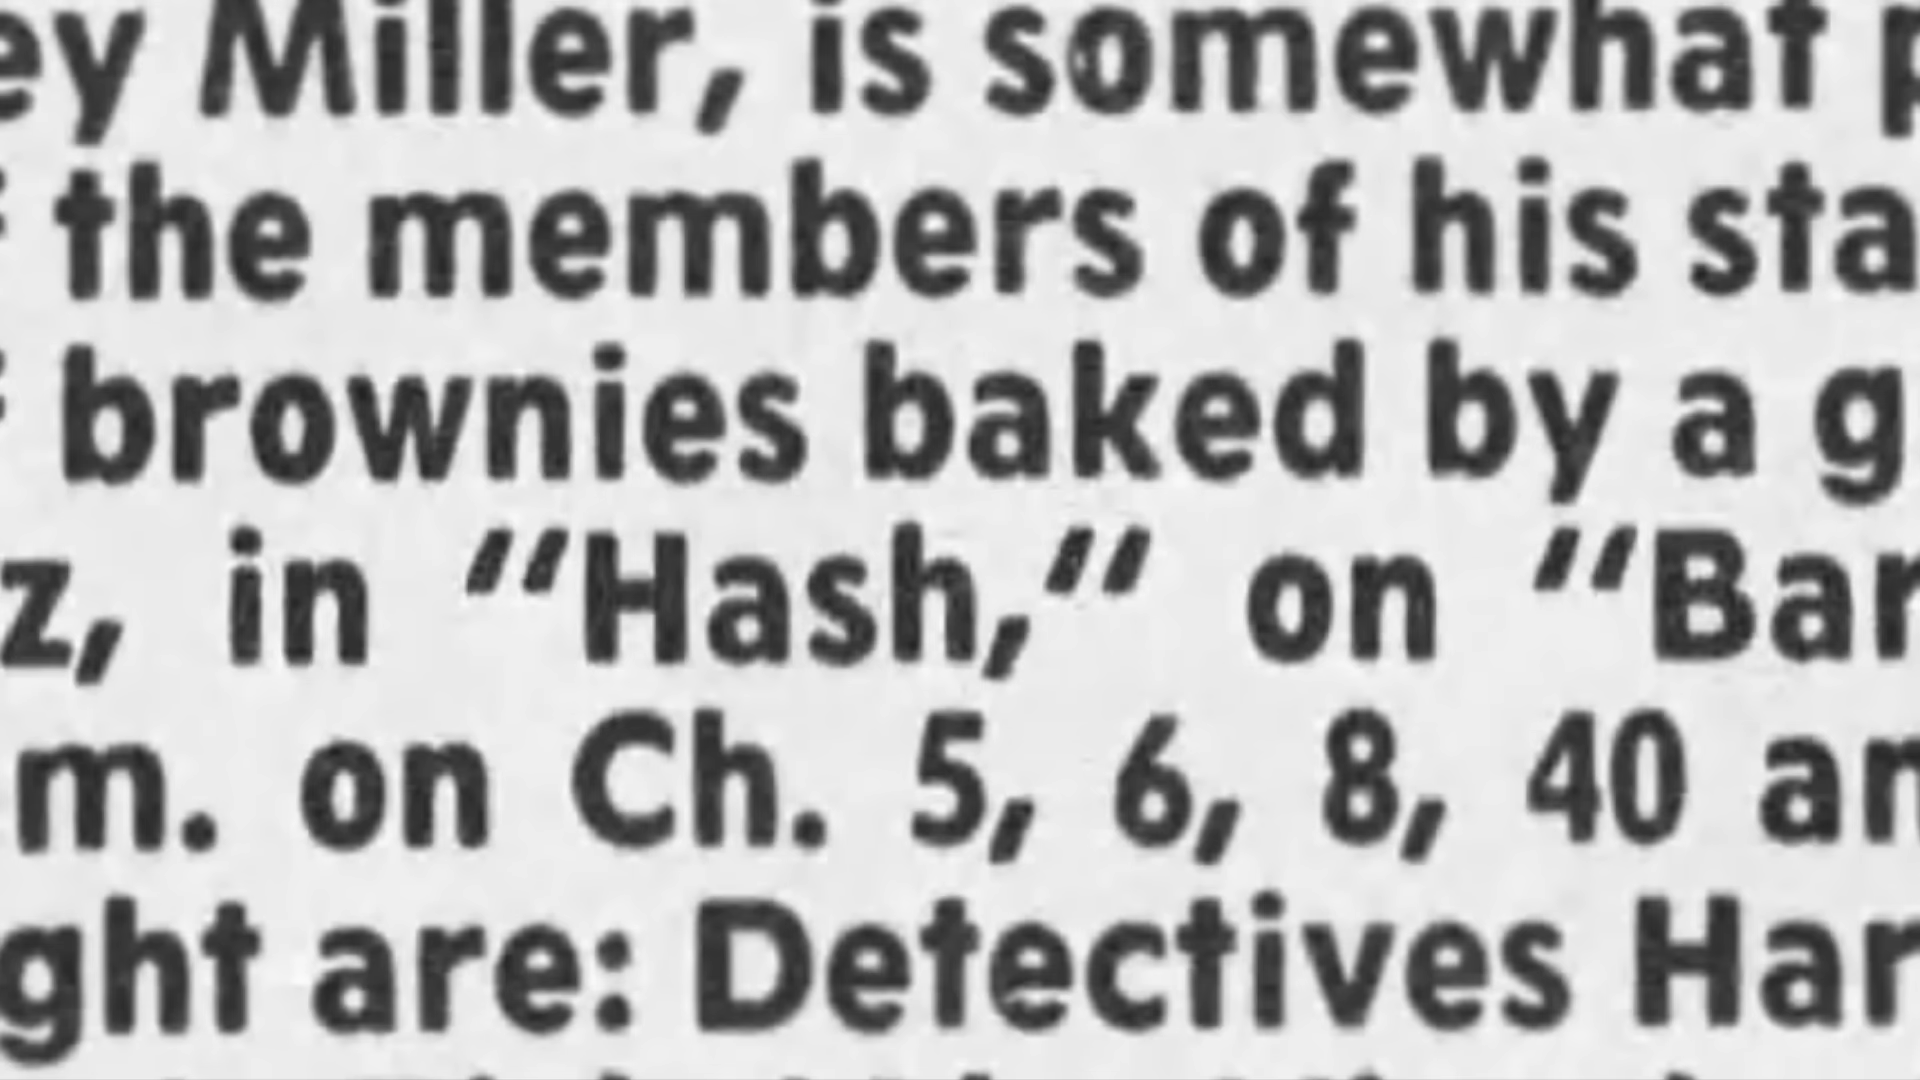 ey Miller, is somewhat p
the members of his sta
brownies baked by a g
z, in "Hash," on "Bar
m. on Ch. 5, 6, 8, 40 an
ght are: Detectives Har